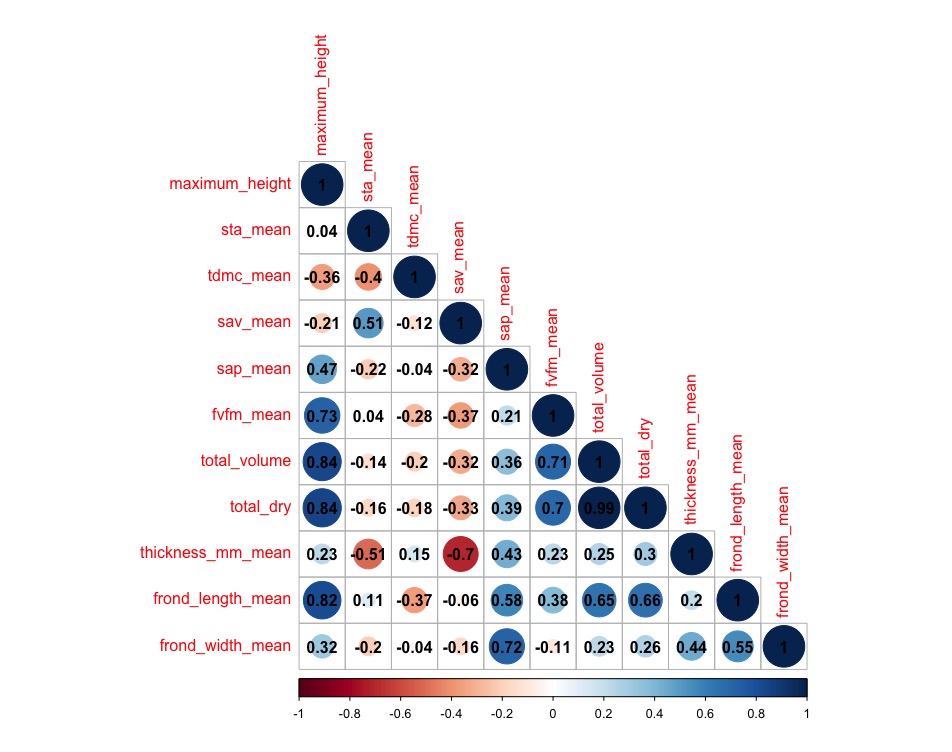 maximum_height
sta_mean
tdmc_mean
sav_mean
sap_mean
fvfm_mean
total_volume
total_dry
thickness_mm_mean
frond_length_mean
frond_width_mean
maximum_height 1
sta_mean 0.04 1
tdmc_mean -0.36 -0.4 1
sav_mean -0.21 0.51 -0.12 1
sap_mean 0.47 -0.22 -0.04 -0.32 1
fvfm_mean 0.73 0.04 -0.28 -0.37 0.21 1
total_volume 0.84 -0.14 -0.2 -0.32 0.36 0.71 1
total_dry 0.84 -0.16 -0.18 -0.33 0.39 0.7 0.99 1
thickness_mm_mean 0.23 -0.51 0.15 -0.7 0.43 0.23 0.25 0.3 1
frond_length_mean 0.82 0.11 -0.37 -0.06 0.58 0.38 0.65 0.66 0.2 1
frond_width_mean 0.32 -0.2 -0.04 -0.16 0.72 -0.11 0.23 0.26 0.44 0.55 1
-1 -0.8 -0.6 -0.4 -0.2 0 0.2 0.4 0.6 0.8 1